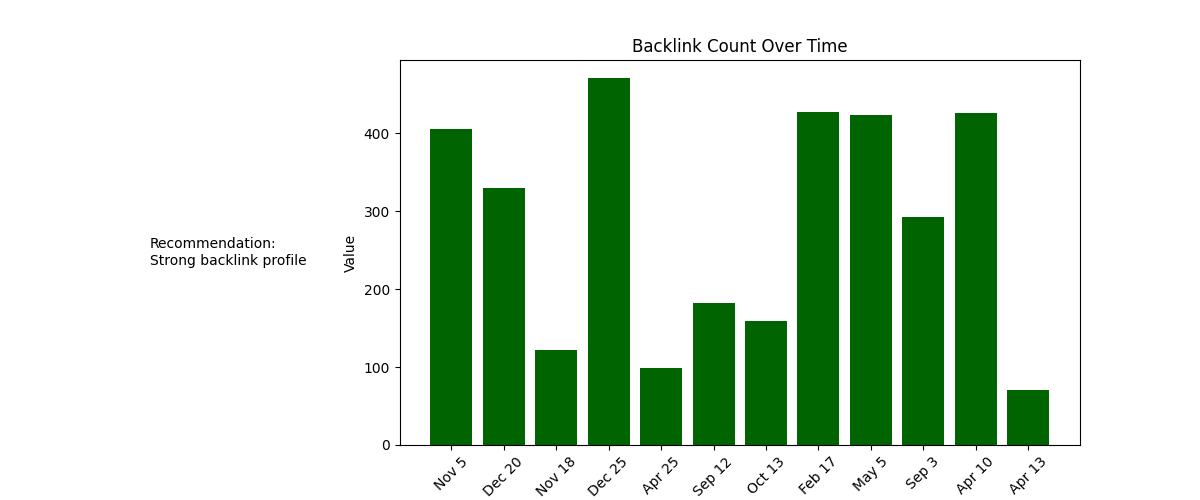 Backlink Count Over Time
Recommendation:
Strong backlink profile
Value
400
300
200
100
0
Nov 5
Dec 20
Nov 18
Dec 25
Apr 25
Sep 12
Oct 13
Feb 17
May 5
Sep 3
Apr 10
Apr 13